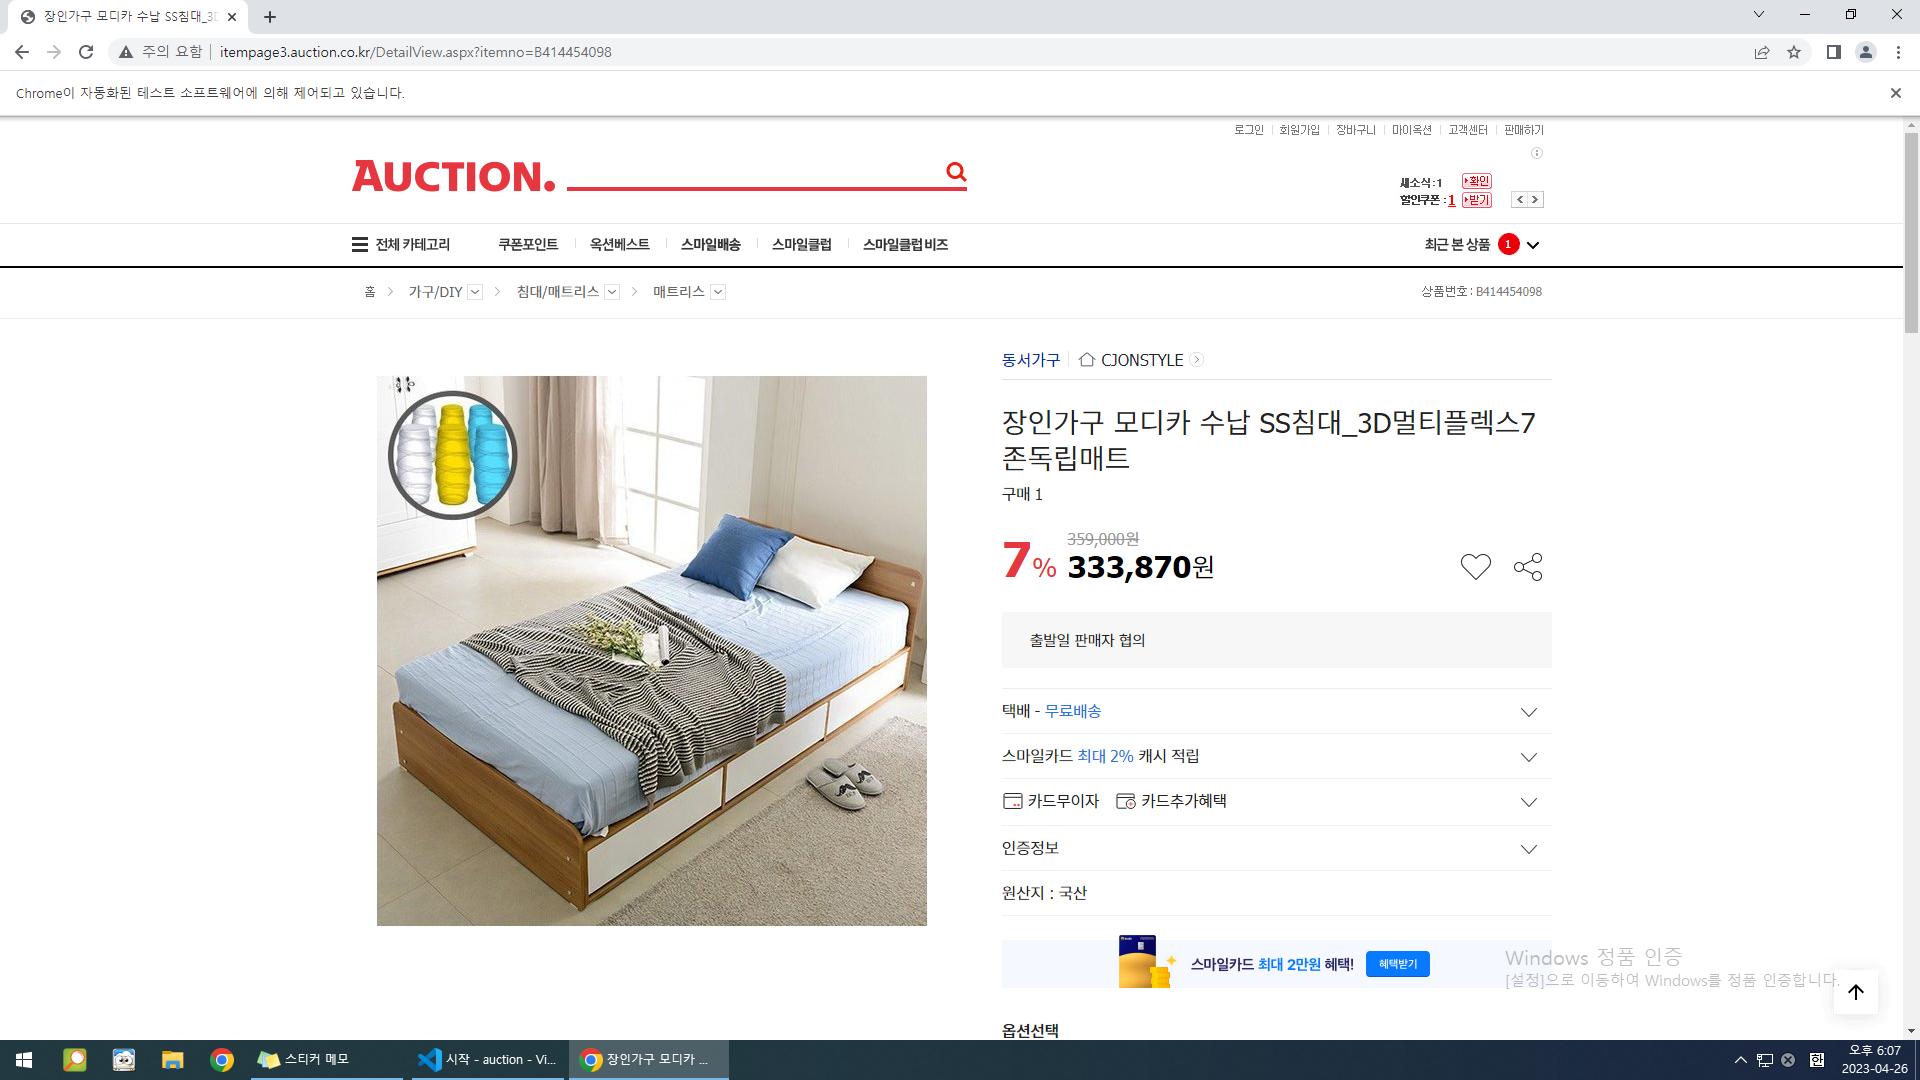 장인가구 모디카 수납 SS침대_3D
주의 요함
itempage3.auction.co.kr/DetailView.aspx?itemno=B414454098
Chrome이 자동화된 테스트 소프트웨어에 의해 제어되고 있습니다.
로그인 회원가입 장바구니 마이옥션 고객센터 판매하기
AUCTION.
새소식:1 확인
할인쿠폰:1 받기
전체 카테고리 쿠폰포인트 옥션베스트 스마일배송 스마일클럽 스마일클럽 비즈 최근 본 상품 1
홈 가구/DIY 침대/매트리스 매트리스 상품번호 : B414454098
동서가구 CJONSTYLE
장인가구 모디카 수납 SS침대_3D멀티플렉스7
존독립매트
구매 1
359,000원
7% 333,870원
출발일 판매자 협의
택배 - 무료배송
스마일카드 최대 2% 캐시 적립
카드무이자 카드추가혜택
인증정보
원산지 : 국산
스마일카드 최대 2만원 혜택! 혜택받기
Windows 정품 인증
[설정]으로 이동하여 Windows를 정품 인증합니다.
옵션선택
스티커 메모 시작 - auction - Vi... 장인가구 모디카 ... 한 오후 6:07
2023-04-26